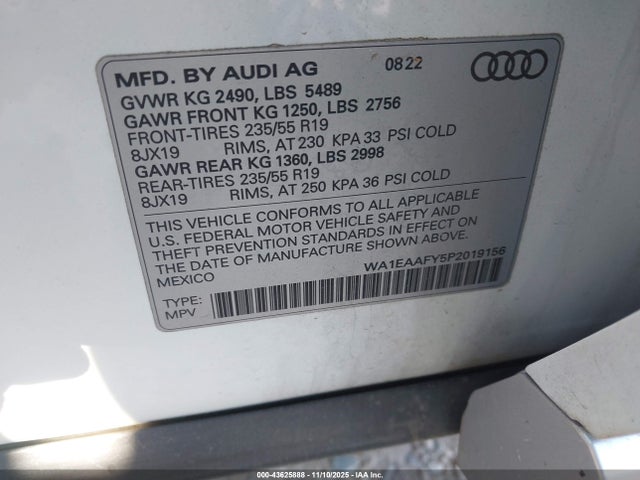 MFD. BY AUDI AG 08.22
GVWR KG 2490, LBS 5489
GAWR FRONT KG 1250, LBS 2756
FRONT-TIRES 235/55 R19
8JX19 RIMS, AT 230 KPA 33 PSI COLD
GAWR REAR KG 1360, LBS 2998
REAR-TIRES 235/55 R19
8JX19 RIMS, AT 250 KPA 36 PSI COLD
THIS VEHICLE CONFORMS TO ALL APPLICABLE
U.S. FEDERAL MOTOR VEHICLE SAFETY AND
THEFT PREVENTION STANDARDS IN EFFECT ON
THE DATE OF MANUFACTURE SHOWN ABOVE.
MEXICO
WA1EAAFY5P2019156
TYPE:
MPV
000-43625888 - 11/10/2025 - IAA Inc.